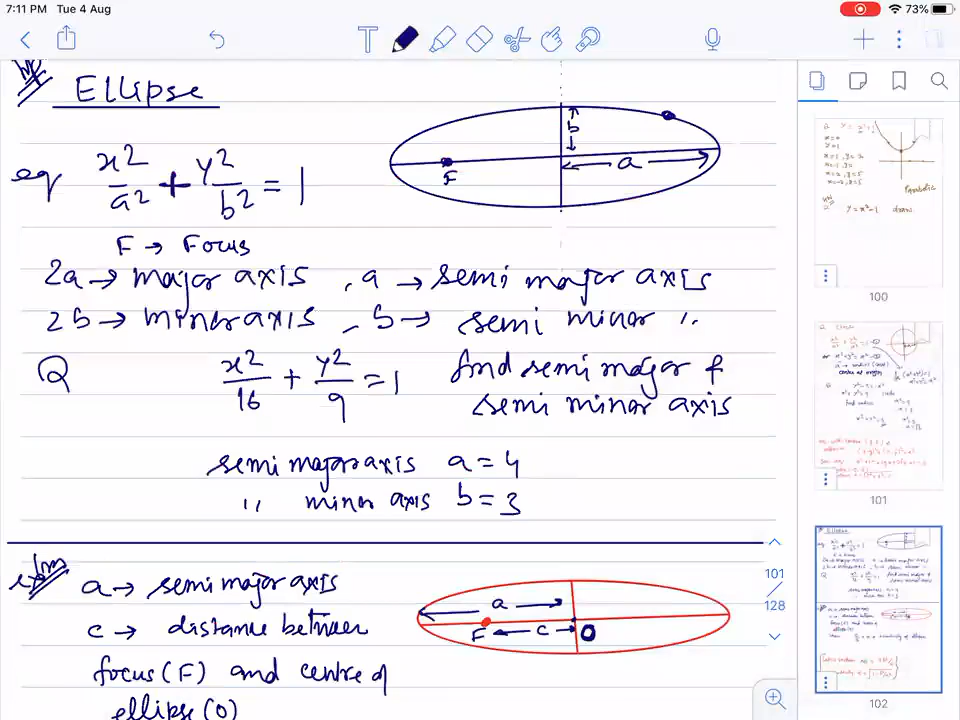 7:11 PM Tue 4 Aug
73%
Ellipse
eq x²/a² + y²/b² = 1
b
a
F
F → Focus
2a → major axis , a → semi major axis
2b → minor axis , b → semi minor ,,
Q x²/16 + y²/9 = 1 find semi major &
semi minor axis
semi major axis a = 4
,, minor axis b = 3
a → semi major axis
c → distance between
focus (F) and centre of
ellipse (O)
a
F c O
100
101
101
/
128
102